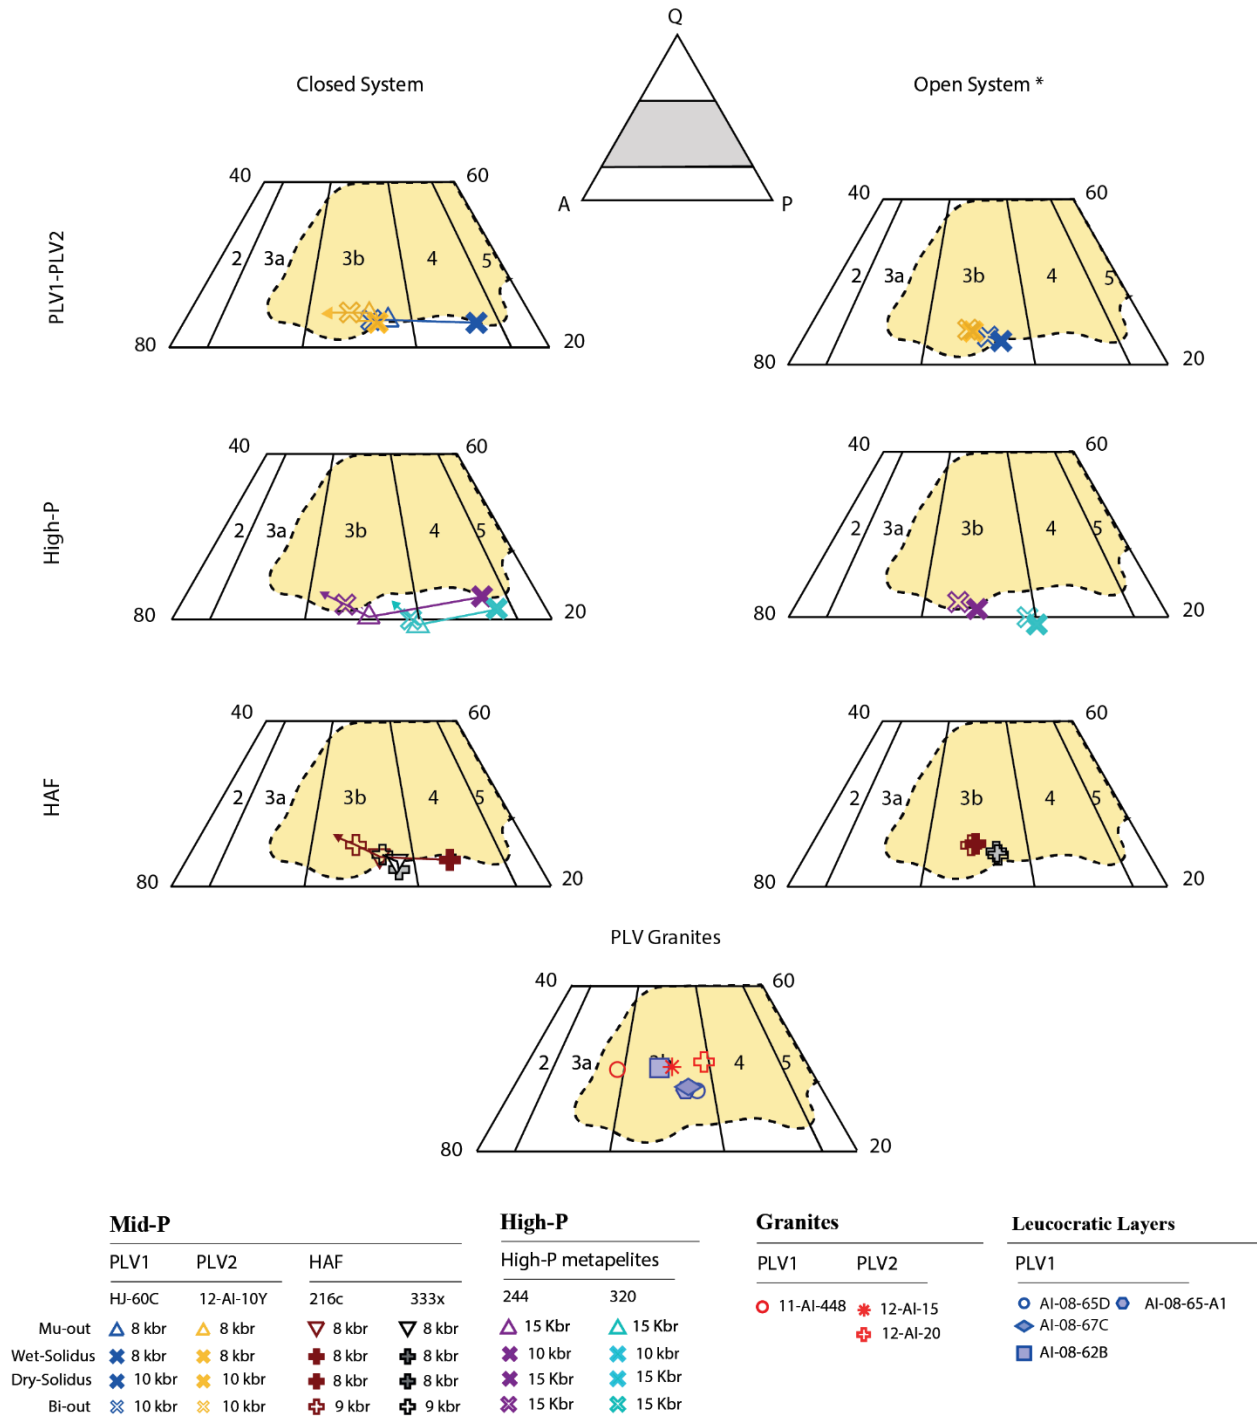 Q
Closed System
Open System *
A
P
PLV1-PLV2
40
60
2
3a
3b
4
5
80
20
40
60
2
3a
3b
4
5
80
20
High-P
40
60
2
3a
3b
4
5
80
20
40
60
2
3a
3b
4
5
80
20
HAF
40
60
2
3a
3b
4
5
80
20
40
60
2
3a
3b
4
5
80
20
PLV Granites
40
60
2
3a
4
5
80
20
Mid-P
PLV1 PLV2 HAF
HJ-60C 12-AI-10Y 216c 333x
Mu-out 8 kbr 8 kbr 8 kbr 8 kbr
Wet-Solidus 8 kbr 8 kbr 8 kbr 8 kbr
Dry-Solidus 10 kbr 10 kbr 8 kbr 8 kbr
Bi-out 10 kbr 10 kbr 9 kbr 9 kbr
High-P
High-P metapelites
244 320
15 Kbr 15 Kbr
10 kbr 10 kbr
15 Kbr 15 Kbr
15 Kbr 15 Kbr
Granites
PLV1 PLV2
11-AI-448 12-AI-15
12-AI-20
Leucocratic Layers
PLV1
AI-08-65D AI-08-65-A1
AI-08-67C
AI-08-62B